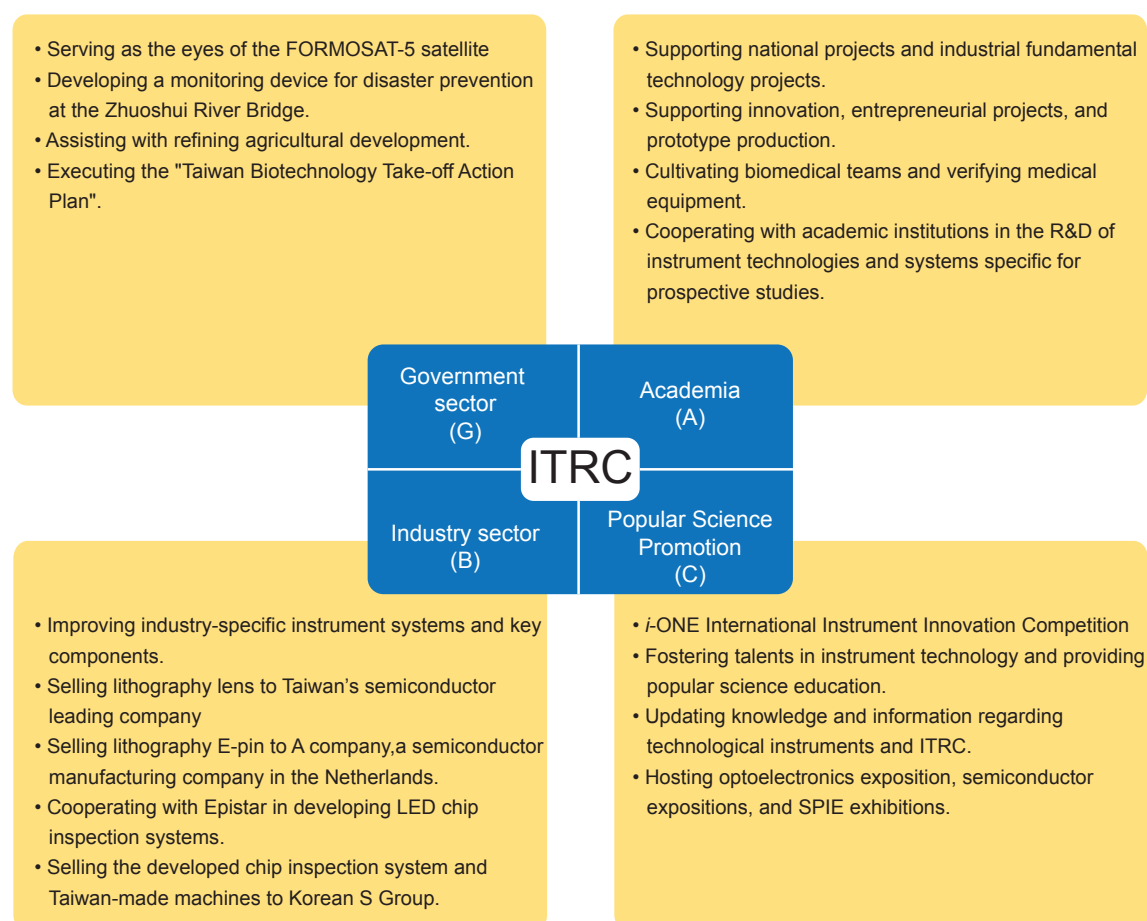 • Serving as the eyes of the FORMOSAT-5 satellite
• Developing a monitoring device for disaster prevention
at the Zhuoshui River Bridge.
• Assisting with refining agricultural development.
• Executing the "Taiwan Biotechnology Take-off Action
Plan".
• Supporting national projects and industrial fundamental
technology projects.
• Supporting innovation, entrepreneurial projects, and
prototype production.
• Cultivating biomedical teams and verifying medical
equipment.
• Cooperating with academic institutions in the R&D of
instrument technologies and systems specific for
prospective studies.
Government
sector
(G)
Academia
(A)
ITRC
Industry sector
(B)
Popular Science
Promotion
(C)
• Improving industry-specific instrument systems and key
components.
• Selling lithography lens to Taiwan's semiconductor
leading company
• Selling lithography E-pin to A company,a semiconductor
manufacturing company in the Netherlands.
• Cooperating with Epistar in developing LED chip
inspection systems.
• Selling the developed chip inspection system and
Taiwan-made machines to Korean S Group.
• i-ONE International Instrument Innovation Competition
• Fostering talents in instrument technology and providing
popular science education.
• Updating knowledge and information regarding
technological instruments and ITRC.
• Hosting optoelectronics exposition, semiconductor
expositions, and SPIE exhibitions.